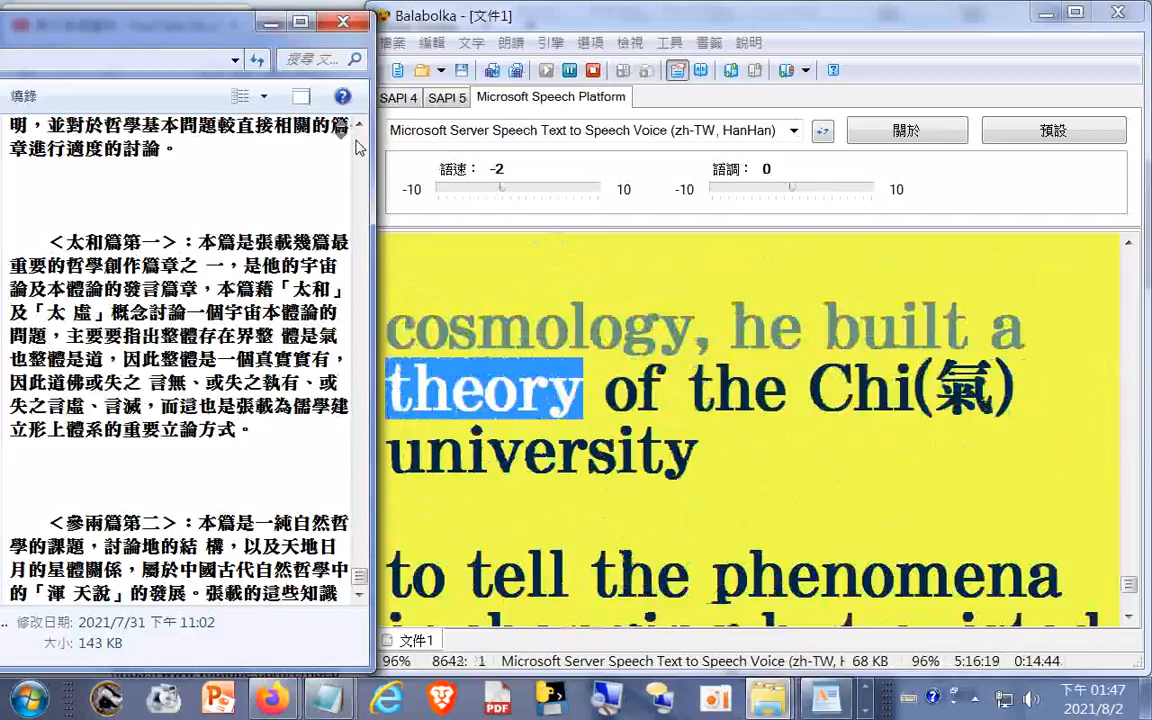 Balabolka - [文件1]
檔案 編輯 文字 朗讀 引擎 選項 檢視 工具 書籤 說明
SAPI 4 SAPI 5 Microsoft Speech Platform
Microsoft Server Speech Text to Speech Voice (zh-TW, HanHan)
關於
預設
語速： -2
語調： 0
-10
10
-10
10
cosmology, he built a
theory of the Chi(氣)
university
to tell the phenomena
文件1
96%
8642: 1
Microsoft Server Speech Text to Speech Voice (zh-TW, H
68 KB
96%
5:16:19
0:14:44
搜尋 文...
燒錄
明，並對於哲學基本問題較直接相關的篇
章進行適度的討論。
＜太和篇第一＞：本篇是張載幾篇最
重要的哲學創作篇章之 一，是他的宇宙
論及本體論的發言篇章，本篇藉「太和」
及「太 虛」概念討論一個宇宙本體論的
問題，主要要指出整體存在界整 體是氣
也整體是道，因此整體是一個真實實有，
因此道佛或失之 言無、或失之執有、或
失之言虛、言滅，而這也是張載為儒學建
立形上體系的重要立論方式。
＜參兩篇第二＞：本篇是一純自然哲
學的課題，討論地的結 構，以及天地日
月的星體關係，屬於中國古代自然哲學中
的「渾 天說」的發展。張載的這些知識
.. 修改日期: 2021/7/31 下午 11:02
大小: 143 KB
PDF
下午 01:47
2021/8/2